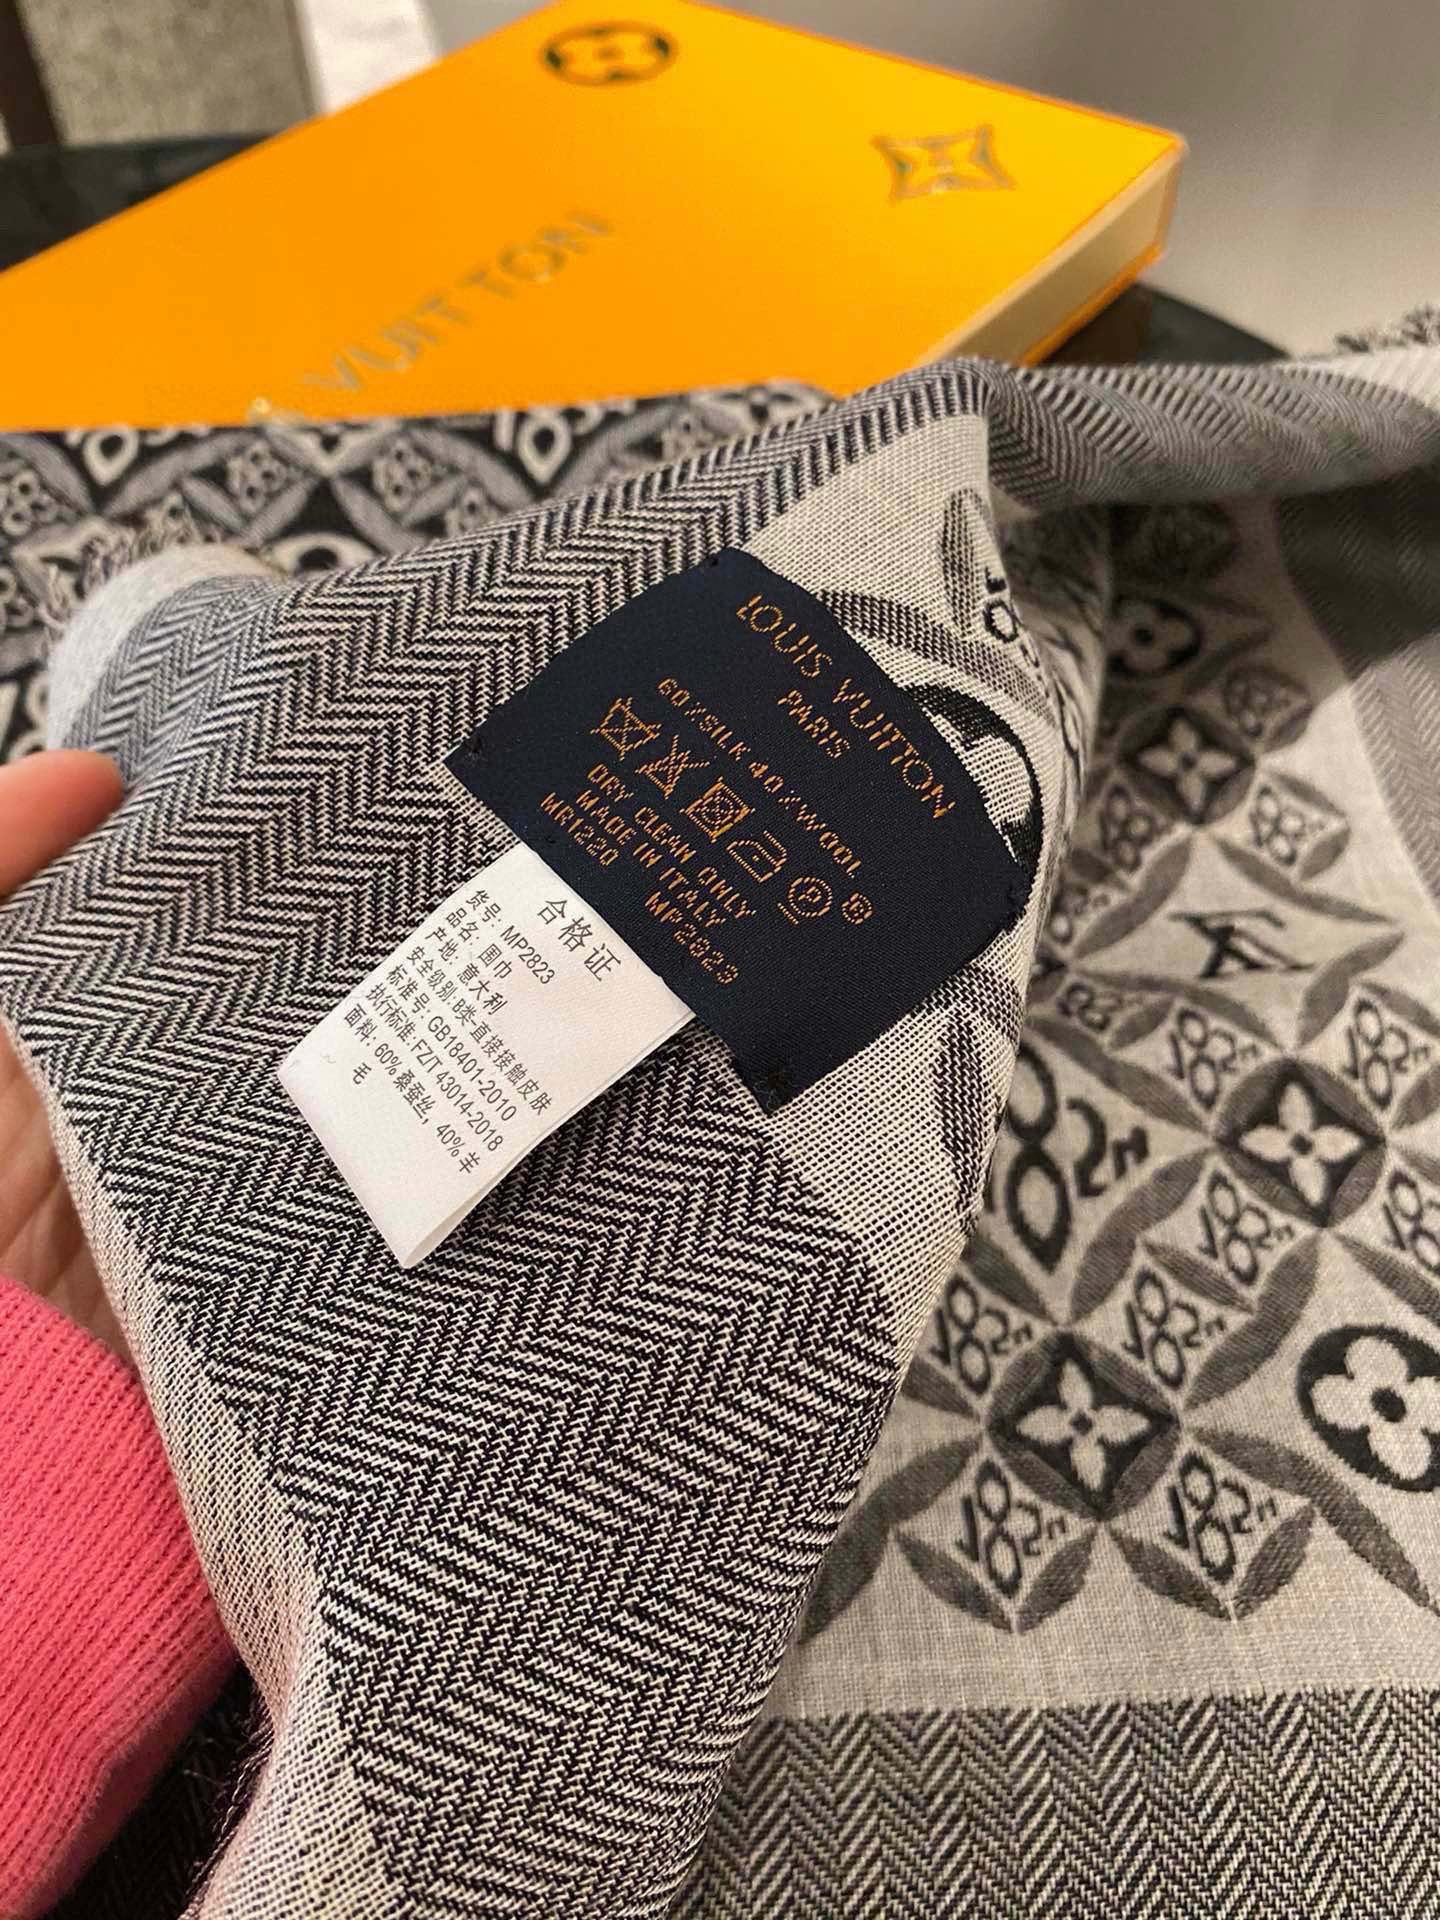 VUITTON
LOUIS VUITTON
PARIS
60%SILK 40%WOOL
DRY CLEAN ONLY
MADE IN ITALY
MR1220 MP2823
合格证
货号: MP2823
品名: 围巾
产地: 意大利
安全级别: B类 直接接触皮肤
标准号: GB18401-2010
执行标准: FZ/T 43014-2018
面料: 60% 桑蚕丝, 40% 羊
毛